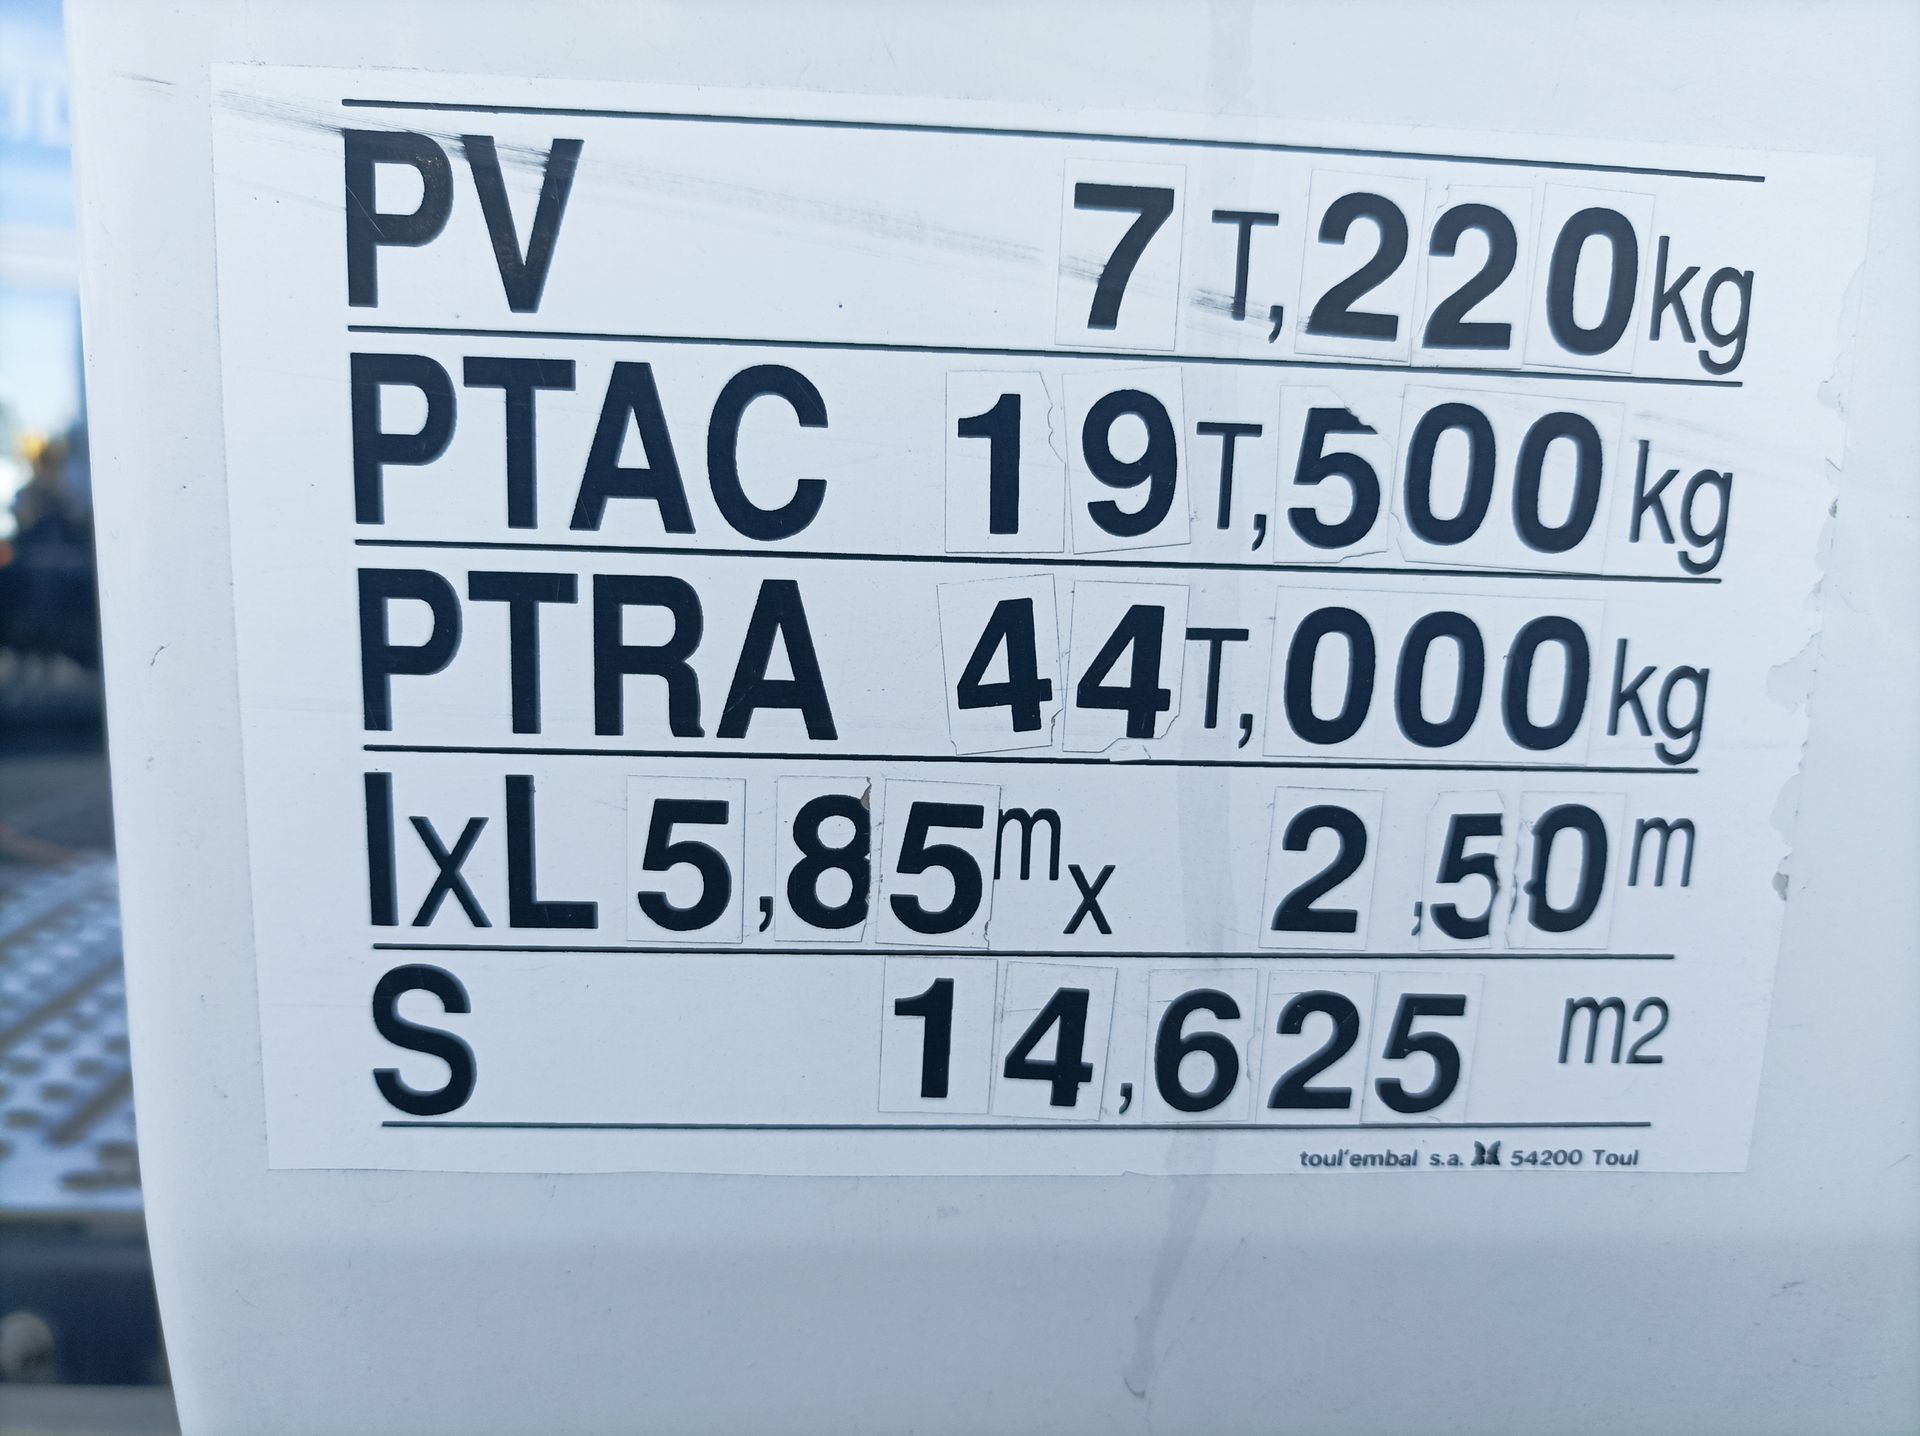 PV 7T,220kg
PTAC 19T,500kg
PTRA 44T,000kg
IxL 5,85m x 2,50m
S 14,625 m2
toul'embal s.a. 54200 Toul